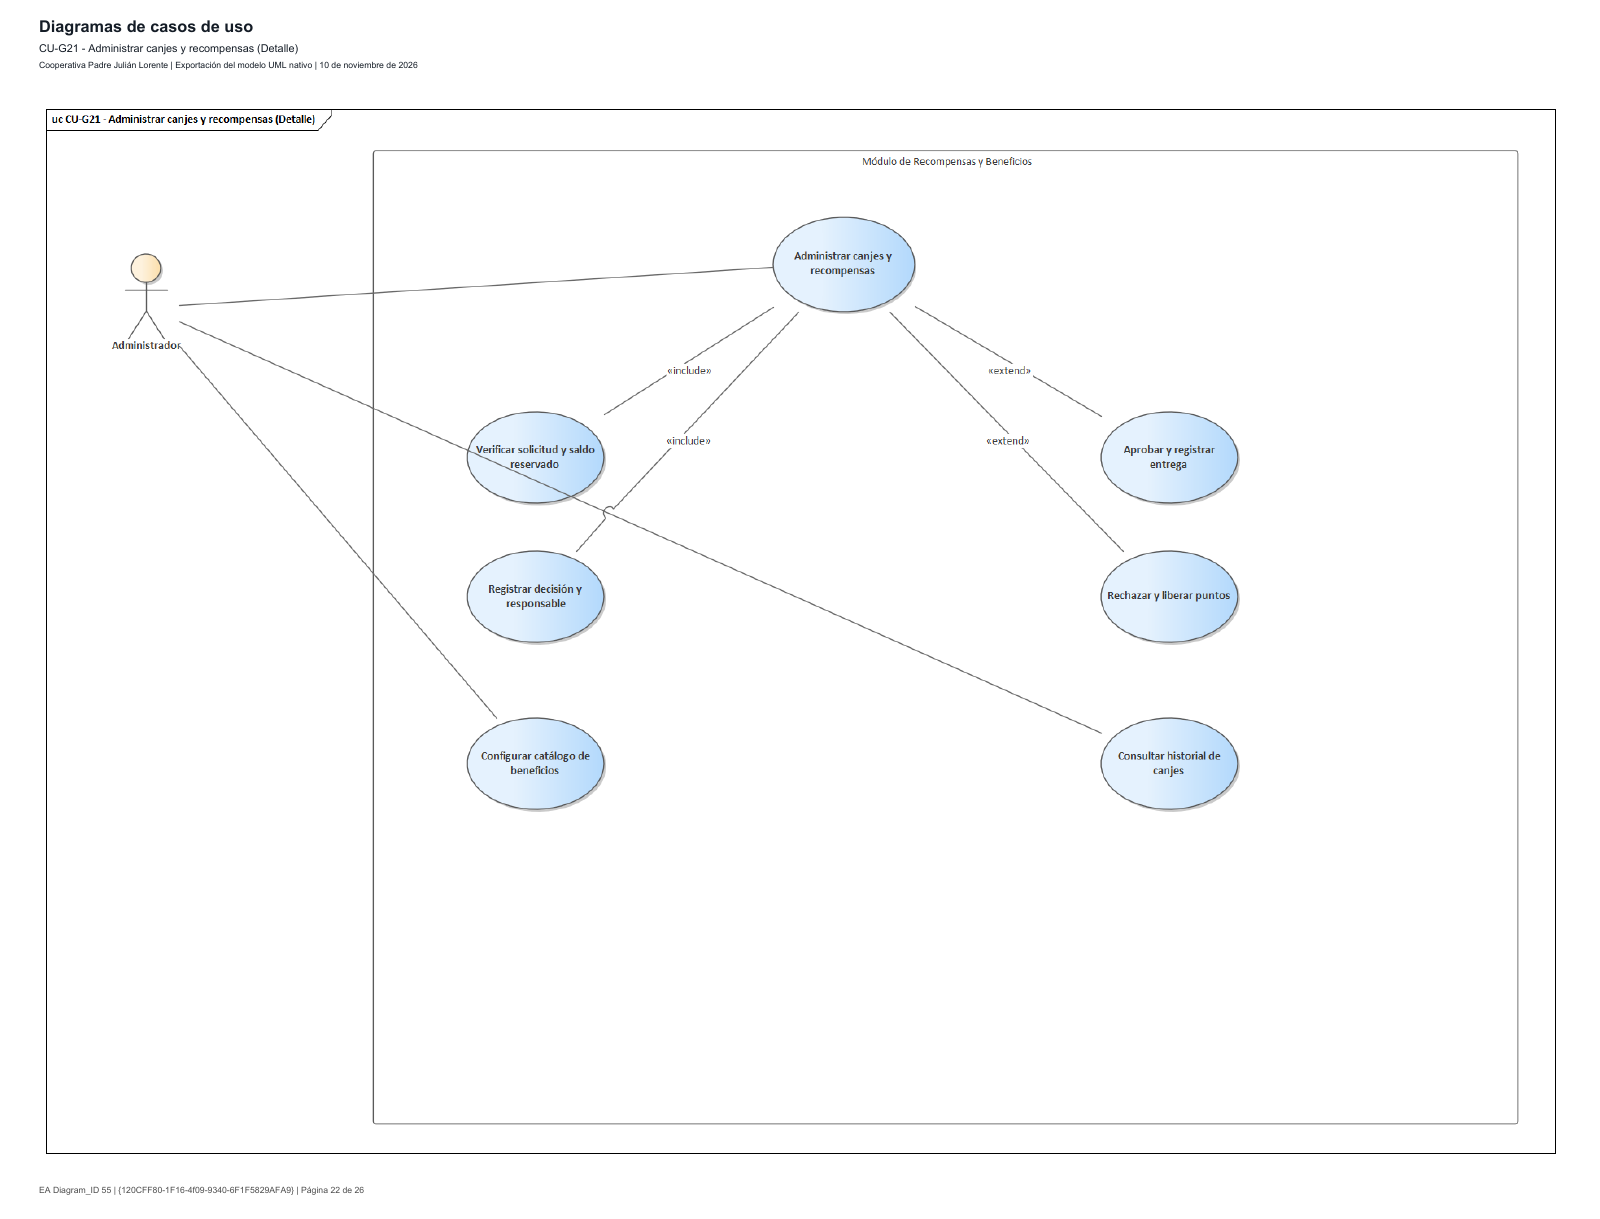 Diagramas de casos de uso
CU-G21 - Administrar canjes y recompensas (Detalle)
Cooperativa Padre Julián Lorente | Exportación del modelo UML nativo | 10 de noviembre de 2026
uc CU-G21 - Administrar canjes y recompensas (Detalle)
Módulo de Recompensas y Beneficios
Administrar canjes y
recompensas
Administrador
«include»
«extend»
«include»
«extend»
Verificar solicitud y saldo
reservado
Aprobar y registrar
entrega
Registrar decisión y
responsable
Rechazar y liberar puntos
Configurar catálogo de
beneficios
Consultar historial de
canjes
EA Diagram_ID 55 | {120CFF80-1F16-4f09-9340-6F1F5829AFA9} | Página 22 de 26